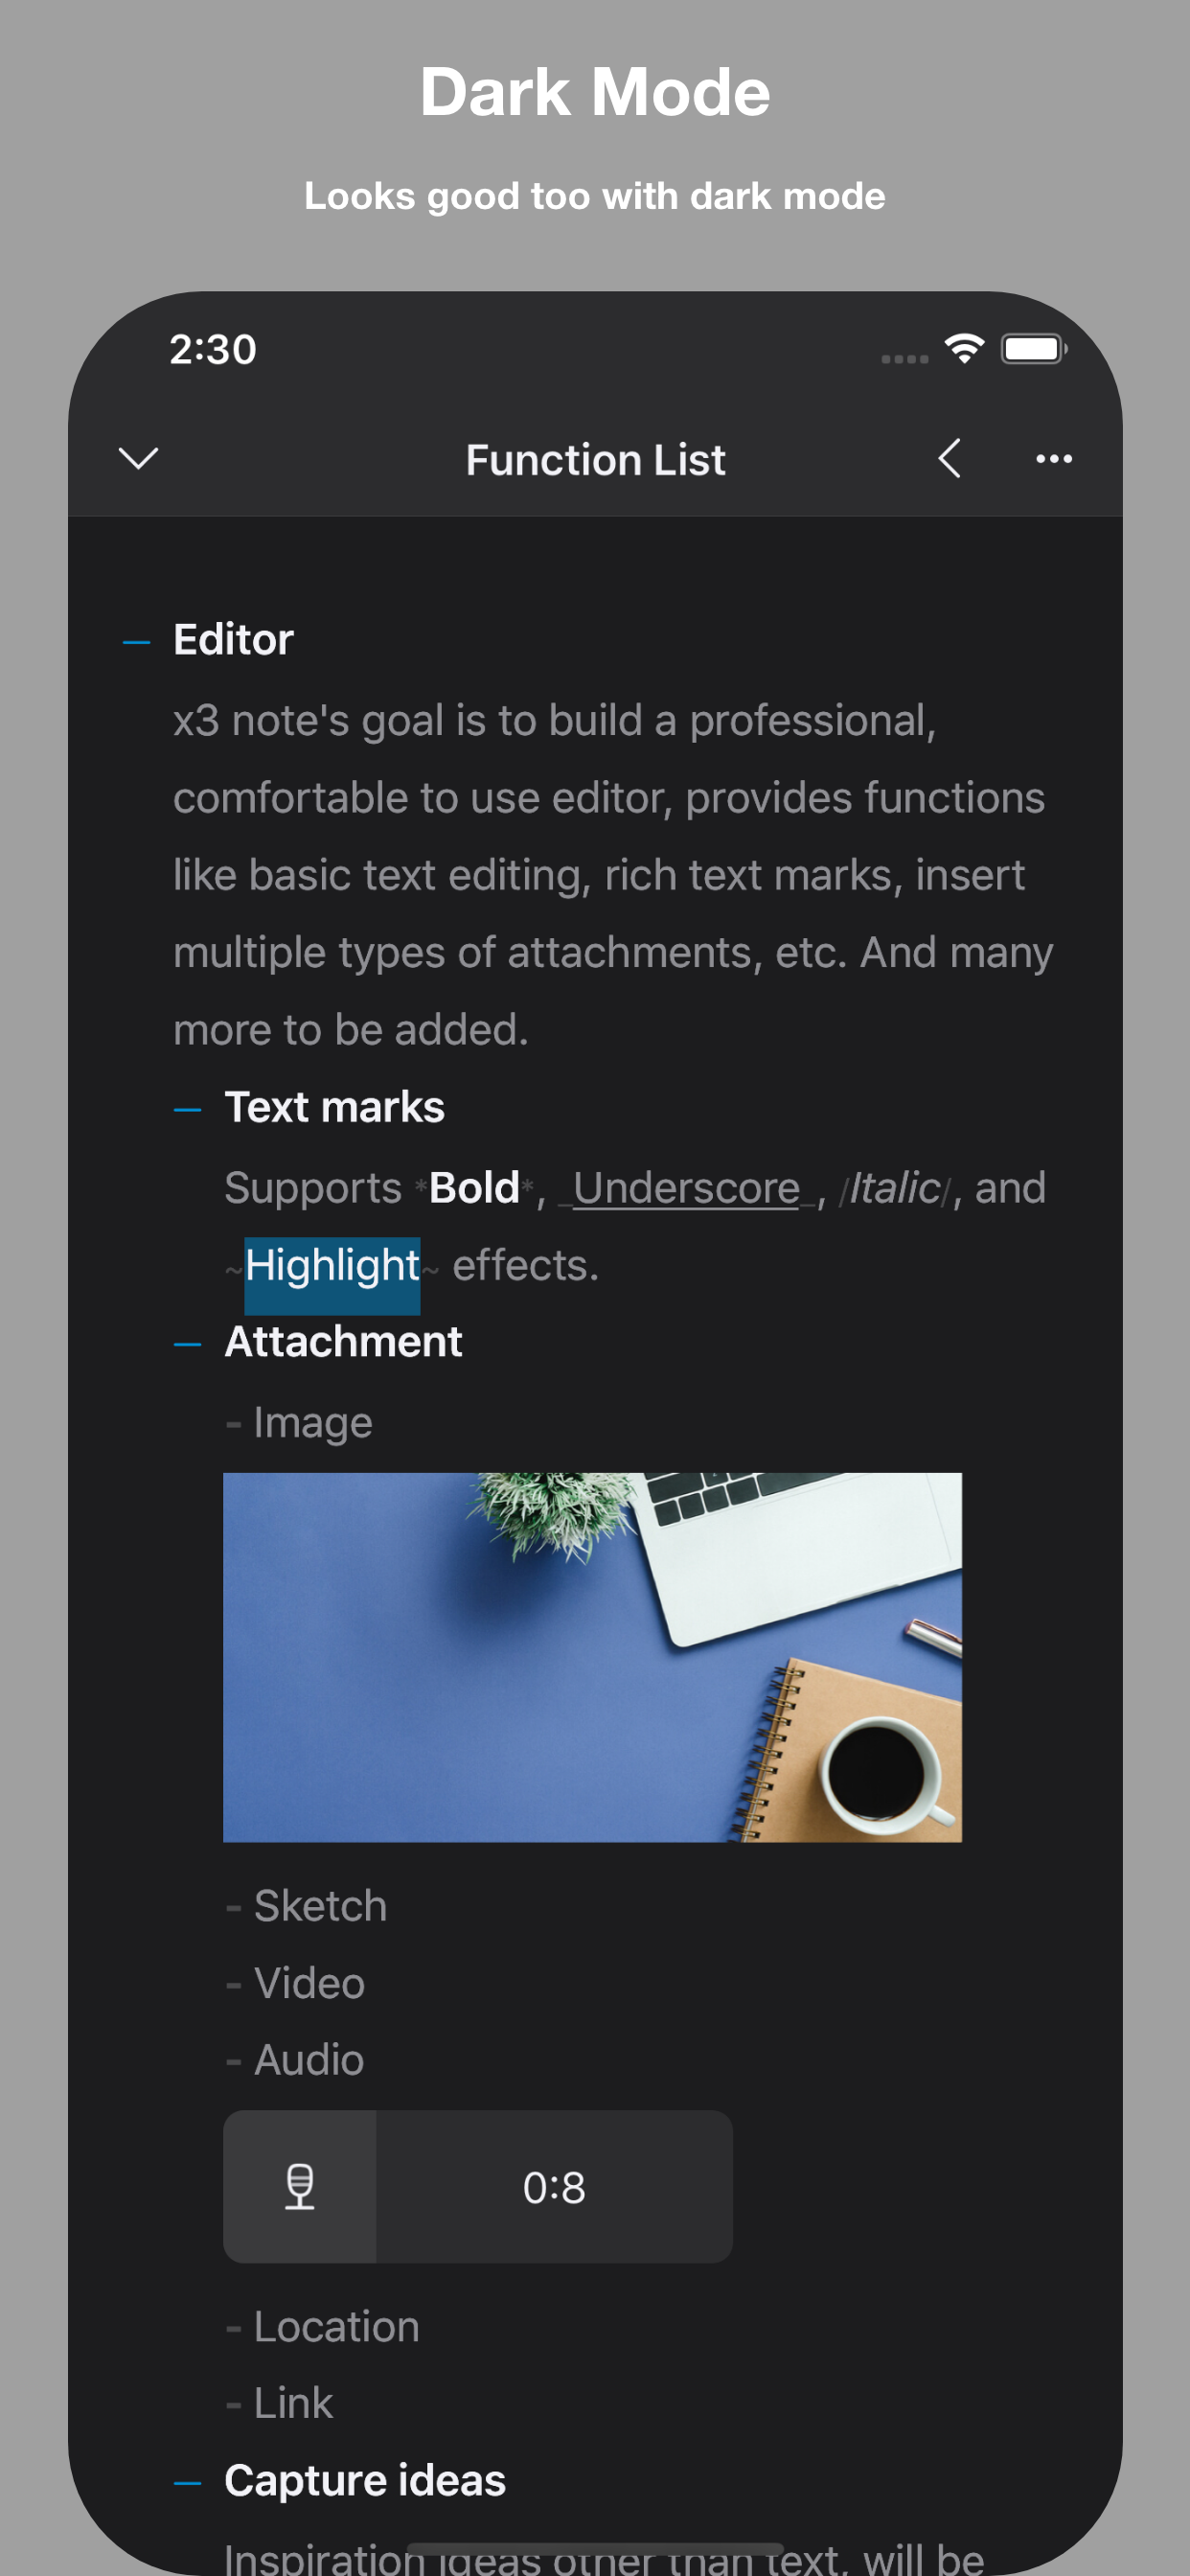 Dark Mode
Looks good too with dark mode
2:30
Function List
Editor
x3 note's goal is to build a professional,
comfortable to use editor, provides functions
like basic text editing, rich text marks, insert
multiple types of attachments, etc. And many
more to be added.
Text marks
Supports *Bold*, _Underscore_, /Italic/, and
~Highlight~ effects.
Attachment
- Image
- Sketch
- Video
- Audio
0:8
- Location
- Link
Capture ideas
Inspiration ideas other than text, will be